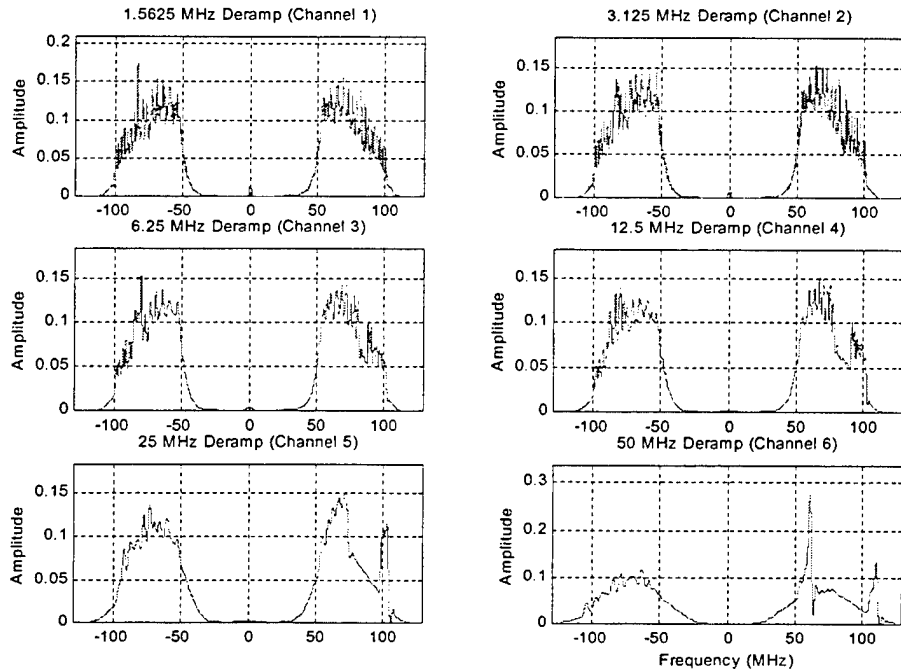 1.5625 MHz Deramp (Channel 1)
0.2
0.15
0.1
0.05
0
Amplitude
-100 -50 0 50 100
3.125 MHz Deramp (Channel 2)
0.15
0.1
0.05
0
Amplitude
-100 -50 0 50 100
6.25 MHz Deramp (Channel 3)
0.15
0.1
0.05
0
Amplitude
-100 -50 0 50 100
12.5 MHz Deramp (Channel 4)
0.15
0.1
0.05
0
Amplitude
-100 -50 0 50 100
25 MHz Deramp (Channel 5)
0.15
0.1
0.05
0
Amplitude
-100 -50 0 50 100
50 MHz Deramp (Channel 6)
0.3
0.2
0.1
0
Amplitude
-100 -50 0 50 100
Frequency (MHz)